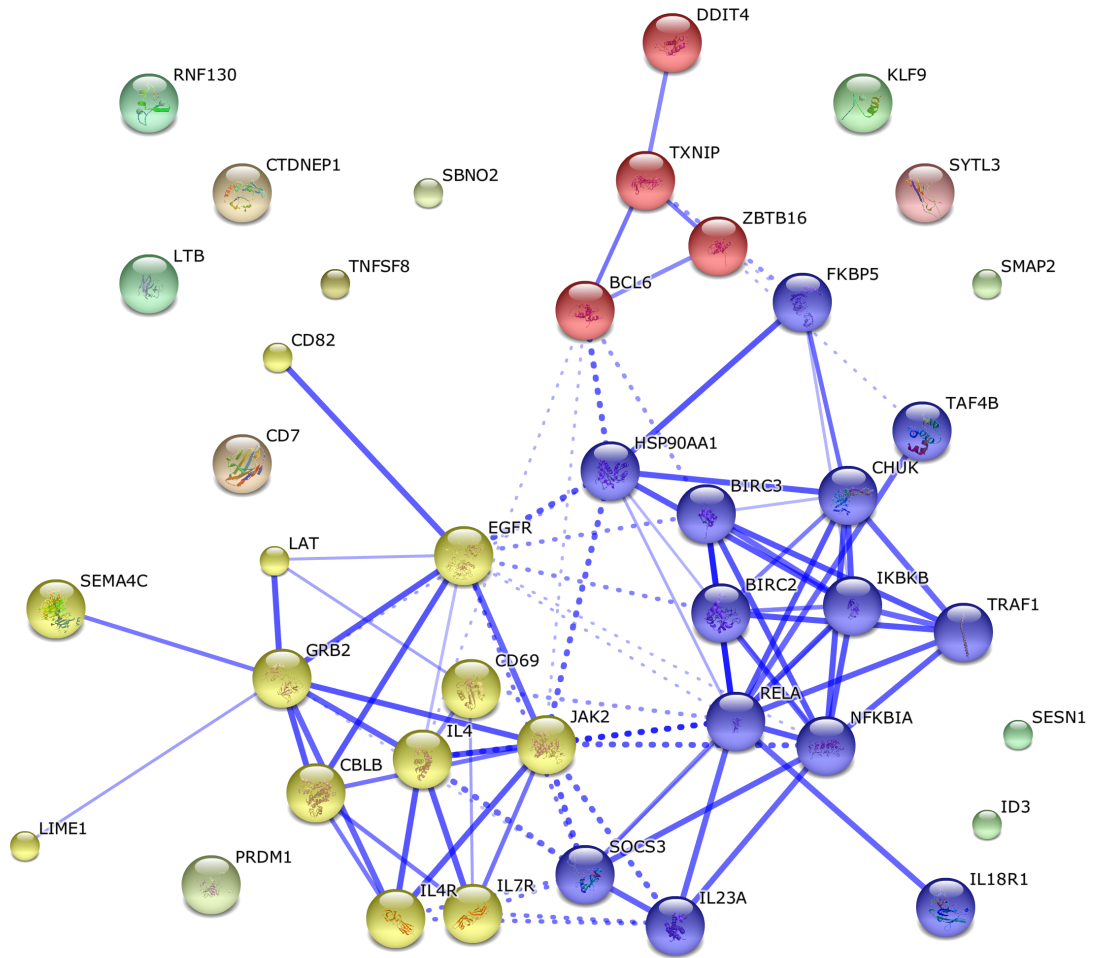 DDIT4
RNF130
KLF9
TXNIP
CTDNEP1
SBNO2
SYTL3
ZBTB16
LTB
TNFSF8
FKBP5
SMAP2
BCL6
CD82
TAF4B
CD7
HSP90AA1
CHUK
BIRC3
EGFR
LAT
SEMA4C
BIRC2
IKBKB
TRAF1
GRB2
CD69
RELA
NFKBIA
JAK2
IL4
SESN1
CBLB
LIME1
ID3
PRDM1
SOCS3
IL4R
IL7R
IL23A
IL18R1